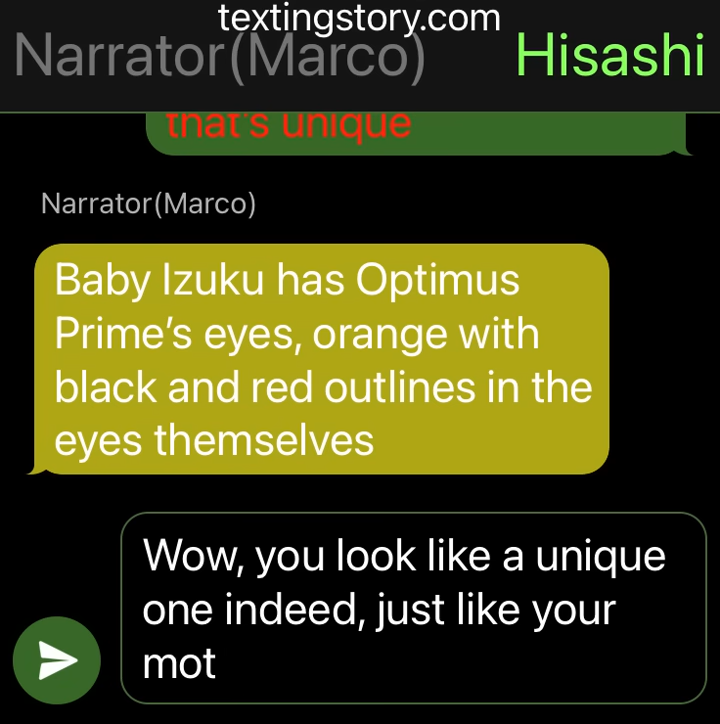 textingstory.com
Narrator(Marco) Hisashi
that's unique
Narrator(Marco)
Baby Izuku has Optimus
Prime’s eyes, orange with
black and red outlines in the
eyes themselves
Wow, you look like a unique
one indeed, just like your
mot